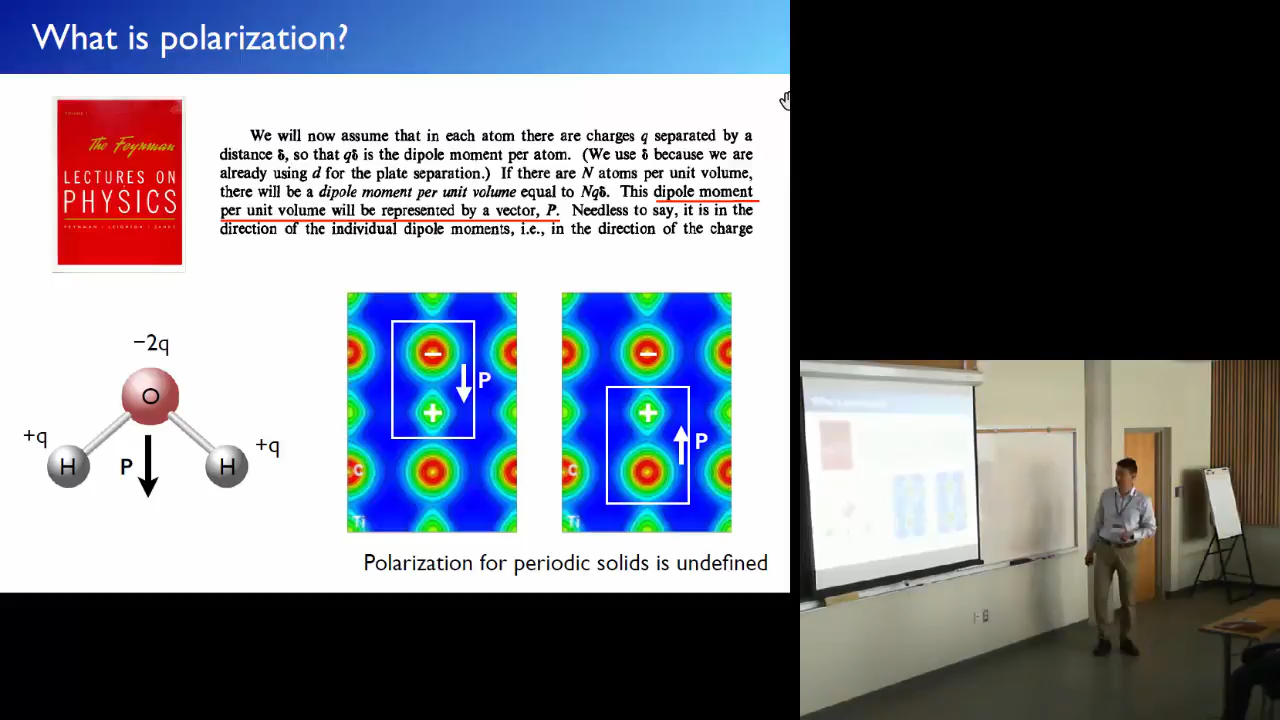 What is polarization?
The Feynman
LECTURES ON
PHYSICS
FEYNMAN • LEIGHTON • SANDS
We will now assume that in each atom there are charges q separated by a
distance δ, so that qδ is the dipole moment per atom. (We use δ because we are
already using d for the plate separation.) If there are N atoms per unit volume,
there will be a dipole moment per unit volume equal to Nqδ. This dipole moment
per unit volume will be represented by a vector, P. Needless to say, it is in the
direction of the individual dipole moments, i.e., in the direction of the charge
−2q
O
+q
+q
H
P
H
−
P
+
O
Ti
−
+
P
O
Ti
Polarization for periodic solids is undefined